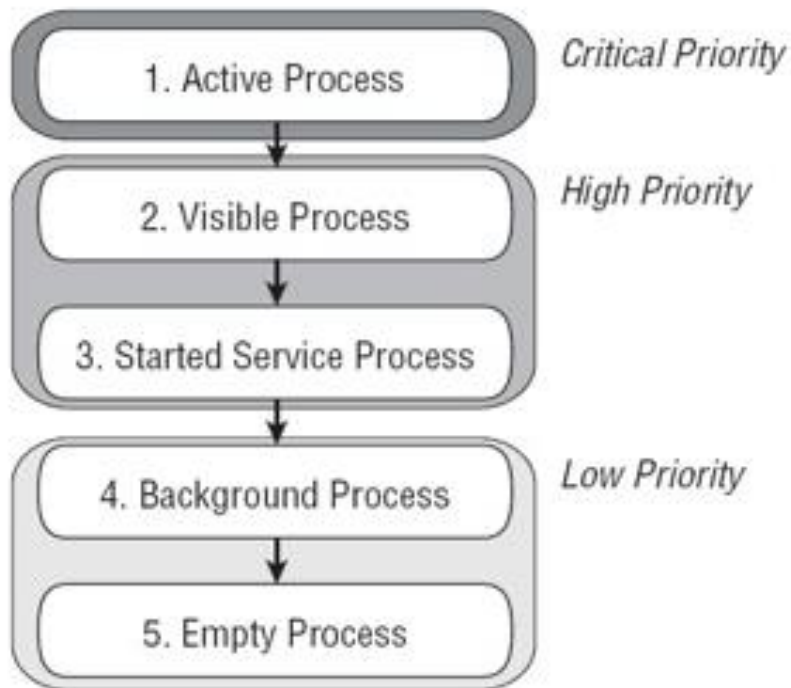 1. Active Process
Critical Priority
2. Visible Process
High Priority
3. Started Service Process
4. Background Process
Low Priority
5. Empty Process